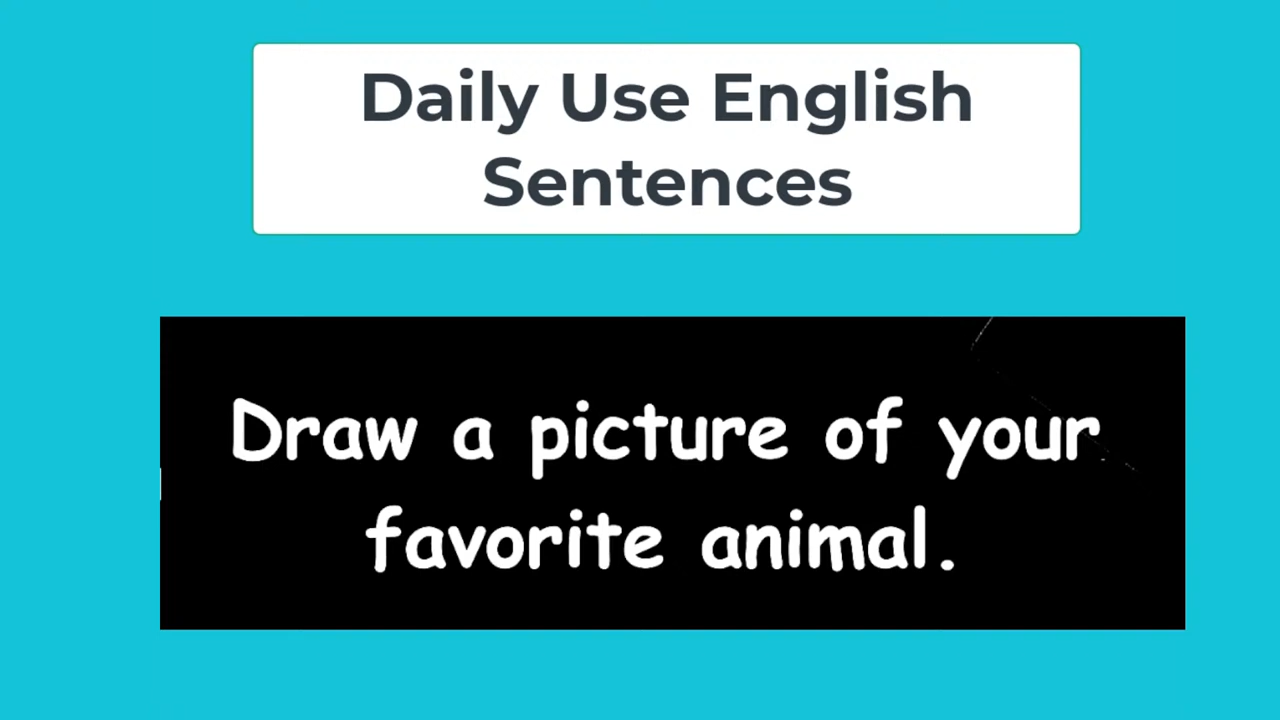 Daily Use English
Sentences
Draw a picture of your
favorite animal.